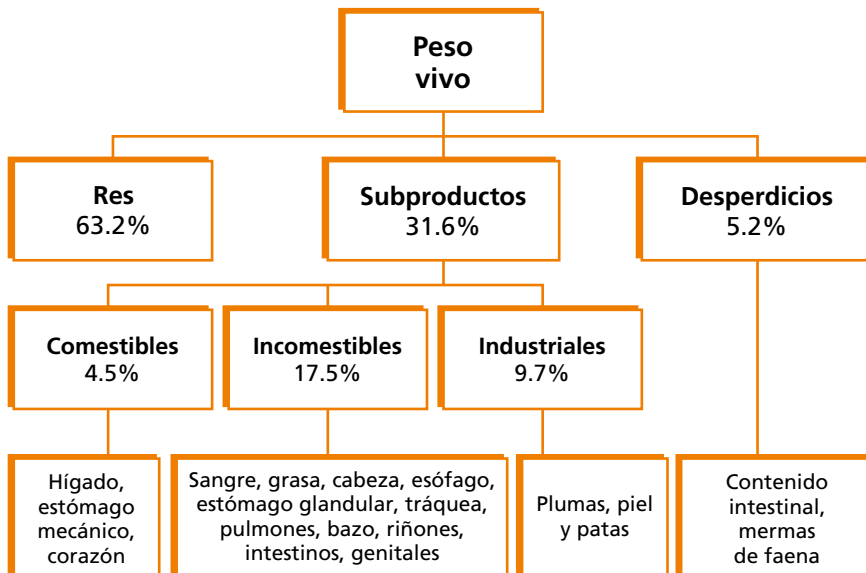 Peso
vivo
Res
63.2%
Subproductos
31.6%
Desperdicios
5.2%
Comestibles
4.5%
Incomestibles
17.5%
Industriales
9.7%
Hígado,
estómago
mecánico,
corazón
Sangre, grasa, cabeza, esófago,
estómago glandular, tráquea,
pulmones, bazo, riñones,
intestinos, genitales
Plumas, piel
y patas
Contenido
intestinal,
mermas
de faena